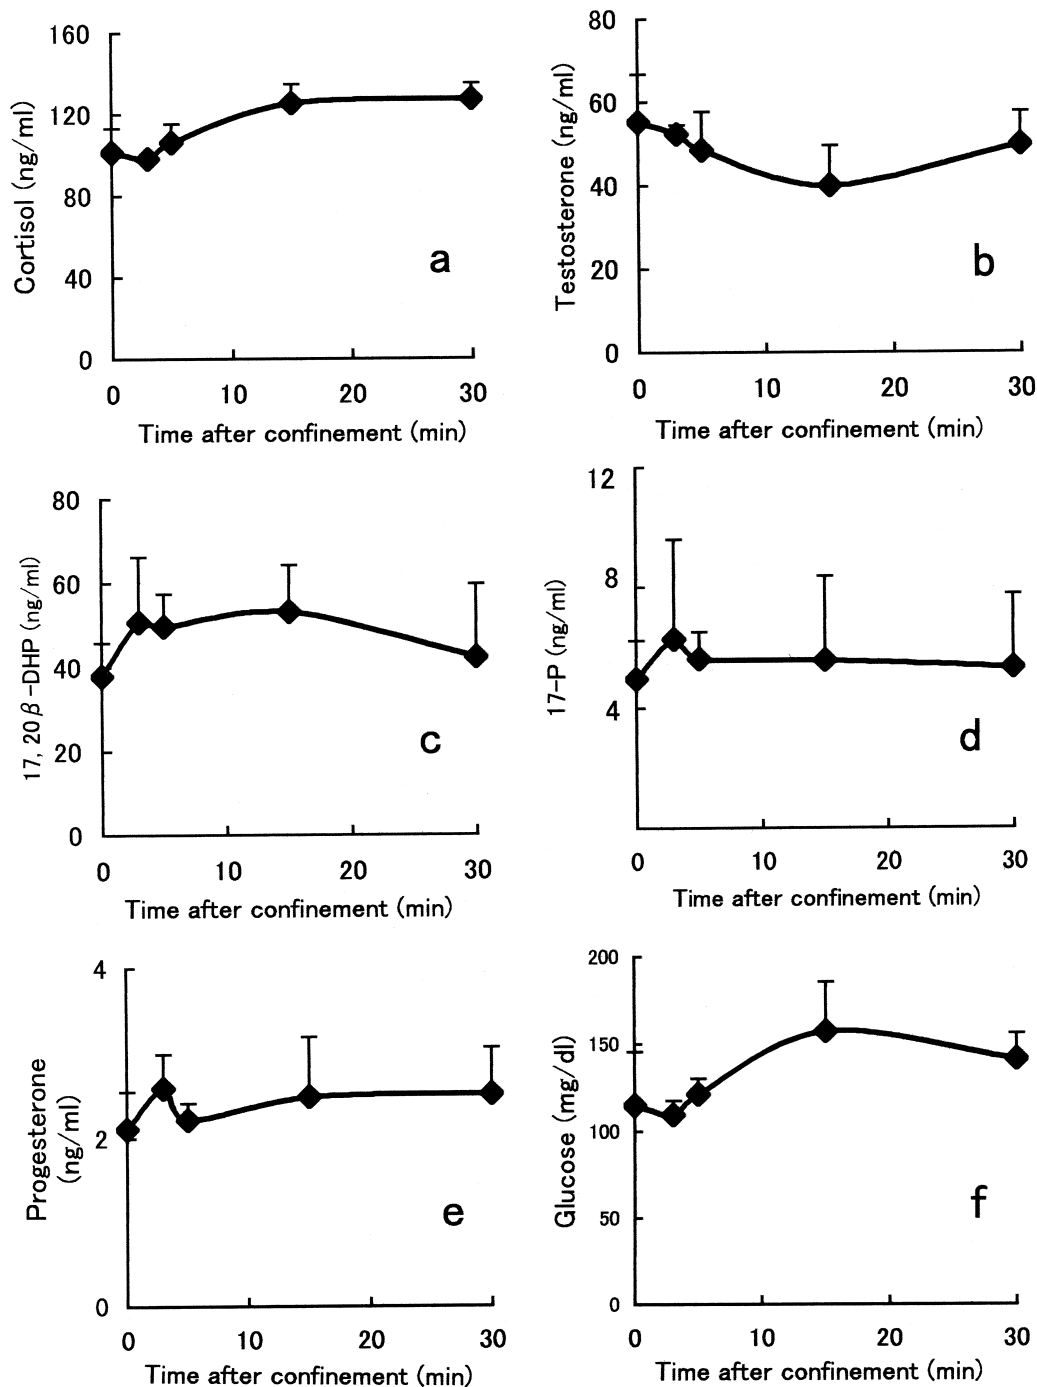 160
120
80
40
0
Cortisol (ng/ml)
a
0 10 20 30
Time after confinement (min)
80
60
40
20
0
Testosterone (ng/ml)
b
0 10 20 30
Time after confinement (min)
80
60
40
20
0
17, 20β-DHP (ng/ml)
c
0 10 20 30
Time after confinement (min)
12
8
4
17-P (ng/ml)
d
0 10 20 30
Time after confinement (min)
4
2
0
Progesterone
(ng/ml)
e
0 10 20 30
Time after confinement (min)
200
150
100
50
0
Glucose (mg/dl)
f
0 10 20 30
Time after confinement (min)